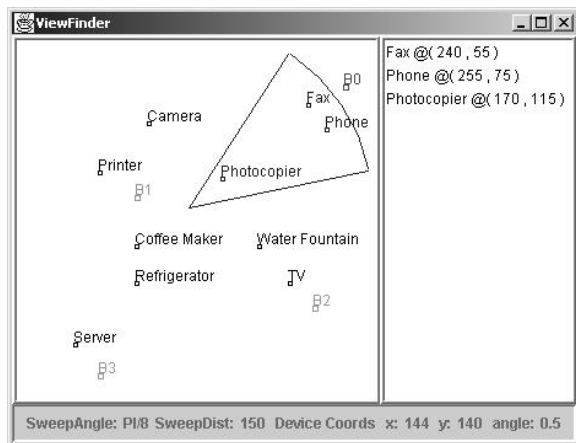 ViewFinder
B0
Fax
Camera
Phone
Printer
Photocopier
B1
Coffee Maker
Water Fountain
Refrigerator
TV
B2
Server
B3
Fax @( 240 , 55 )
Phone @( 255 , 75 )
Photocopier @( 170 , 115 )
SweepAngle: PI/8 SweepDist: 150 Device Coords x: 144 y: 140 angle: 0.5